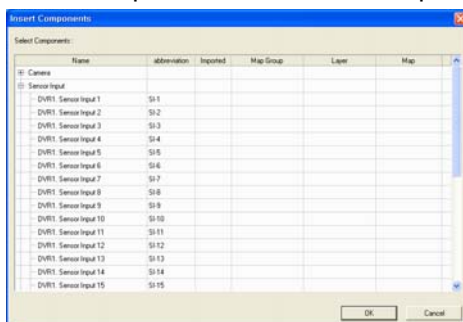 Insert Components
Select Components:
Name abbreviation Imported Map Group Layer Map
Camera
Sensor Input
DVR1. Sensor Input 1 SI-1
DVR1. Sensor Input 2 SI-2
DVR1. Sensor Input 3 SI-3
DVR1. Sensor Input 4 SI-4
DVR1. Sensor Input 5 SI-5
DVR1. Sensor Input 6 SI-6
DVR1. Sensor Input 7 SI-7
DVR1. Sensor Input 8 SI-8
DVR1. Sensor Input 9 SI-9
DVR1. Sensor Input 10 SI-10
DVR1. Sensor Input 11 SI-11
DVR1. Sensor Input 12 SI-12
DVR1. Sensor Input 13 SI-13
DVR1. Sensor Input 14 SI-14
DVR1. Sensor Input 15 SI-15
OK Cancel